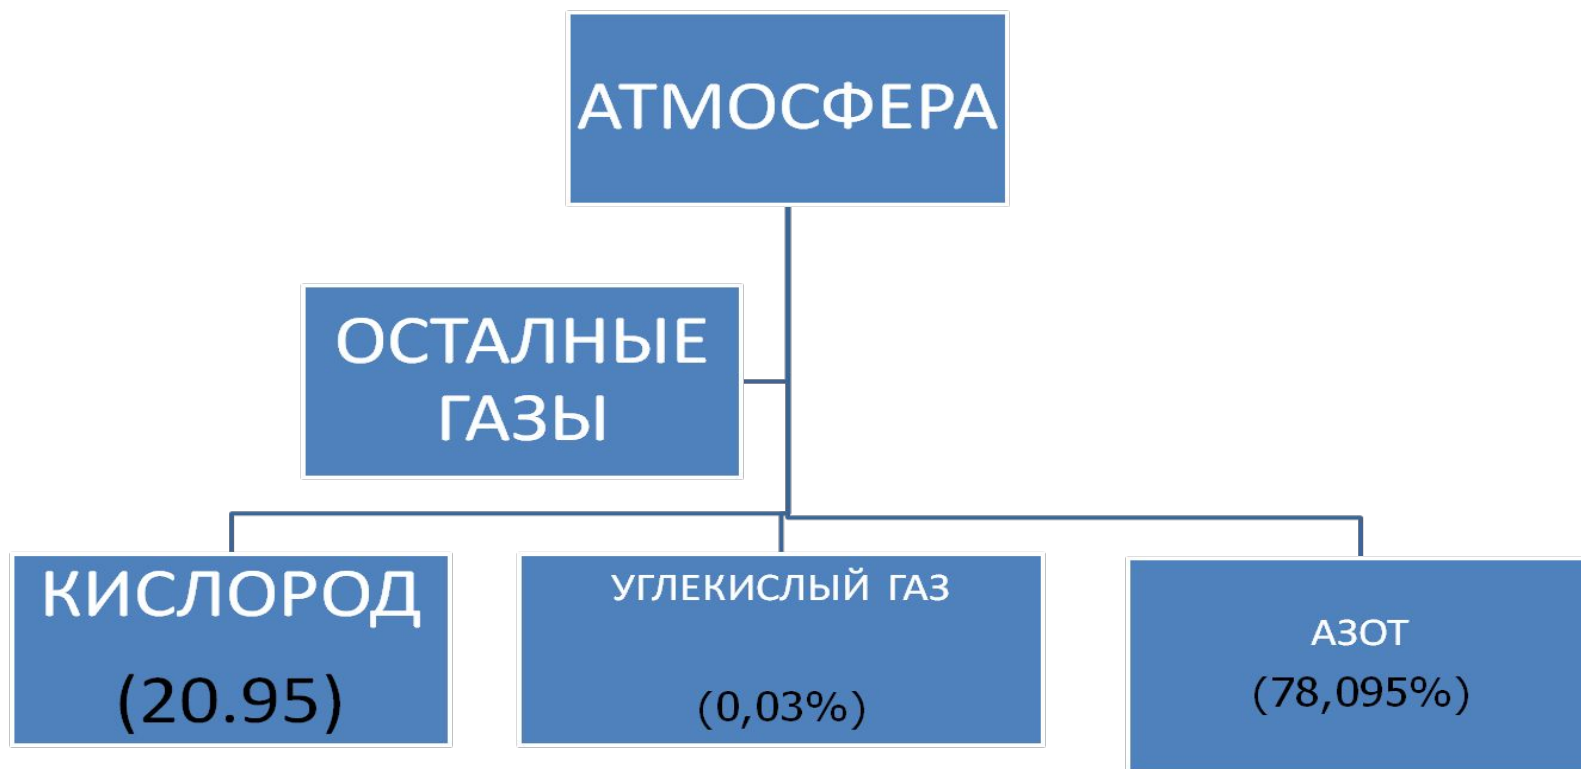 АТМОСФЕРА
ОСТАЛНЫЕ
ГАЗЫ
КИСЛОРОД
(20.95)
УГЛЕКИСЛЫЙ ГАЗ
(0,03%)
АЗОТ
(78,095%)